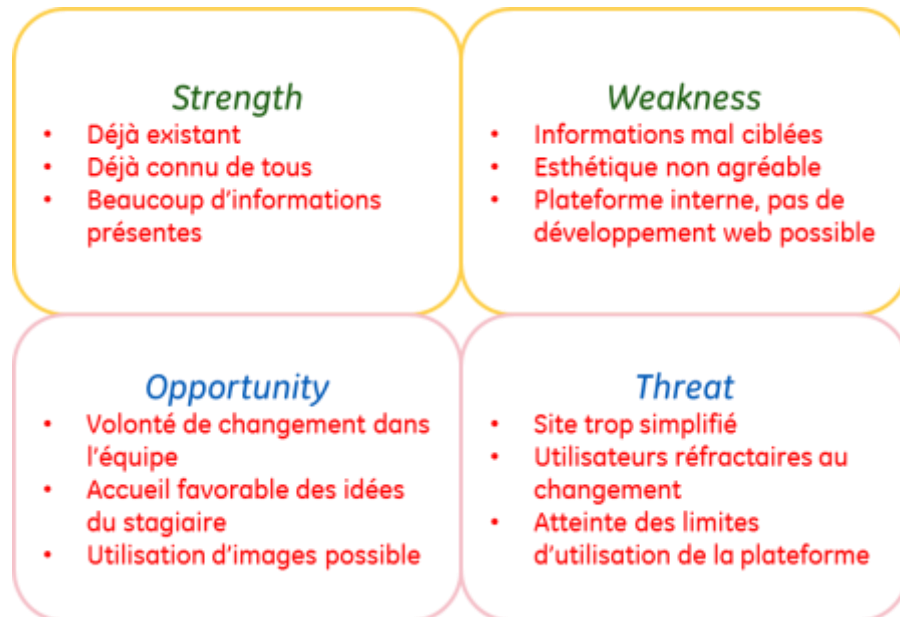 Strength
• Déjà existant
• Déjà connu de tous
• Beaucoup d'informations
présentes
Weakness
• Informations mal ciblées
• Esthétique non agréable
• Plateforme interne, pas de
développement web possible
Opportunity
• Volonté de changement dans
l'équipe
• Accueil favorable des idées
du stagiaire
• Utilisation d'images possible
Threat
• Site trop simplifié
• Utilisateurs réfractaires au
changement
• Atteinte des limites
d'utilisation de la plateforme